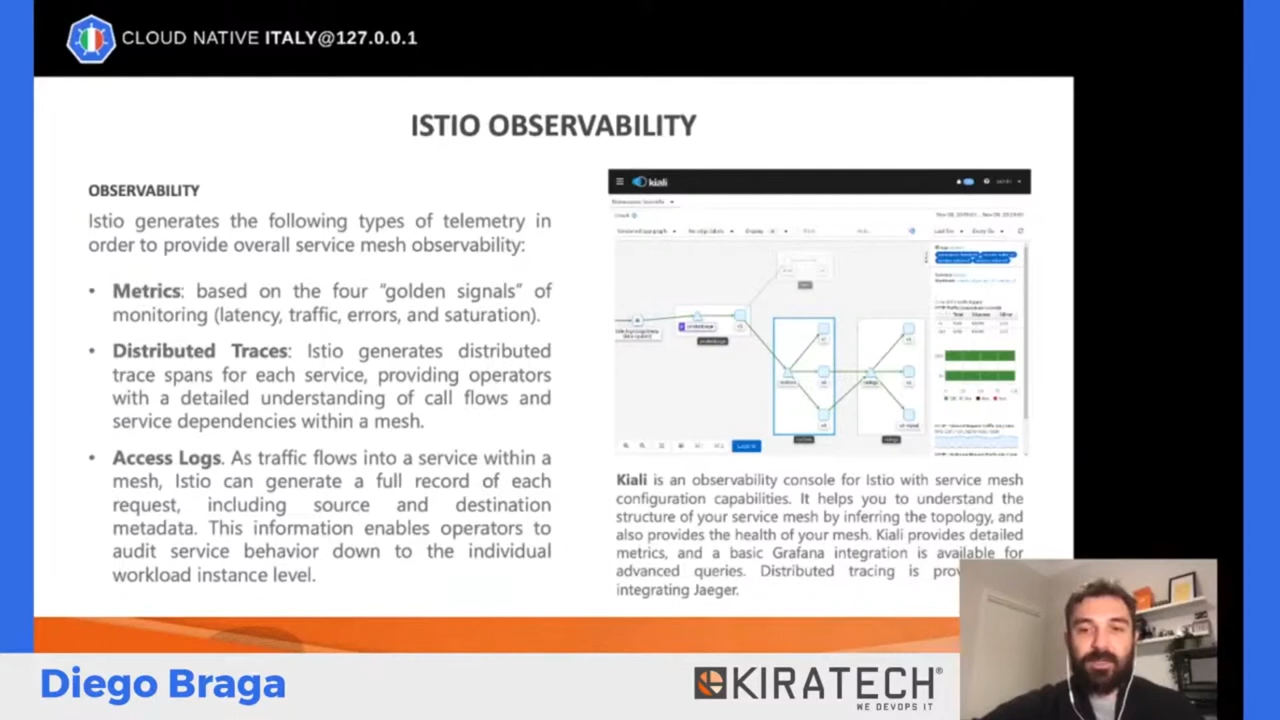 CLOUD NATIVE ITALY@127.0.0.1
ISTIO OBSERVABILITY
OBSERVABILITY
Istio generates the following types of telemetry in
order to provide overall service mesh observability:
• Metrics: based on the four “golden signals” of
monitoring (latency, traffic, errors, and saturation).
• Distributed Traces: Istio generates distributed
trace spans for each service, providing operators
with a detailed understanding of call flows and
service dependencies within a mesh.
• Access Logs. As traffic flows into a service within a
mesh, Istio can generate a full record of each
request, including source and destination
metadata. This information enables operators to
audit service behavior down to the individual
workload instance level.
kiali
Kiali is an observability console for Istio with service mesh
configuration capabilities. It helps you to understand the
structure of your service mesh by inferring the topology, and
also provides the health of your mesh. Kiali provides detailed
metrics, and a basic Grafana integration is available for
advanced queries. Distributed tracing is
integrating Jaeger.
Diego Braga
KIRATECH®
WE DEVOPS IT